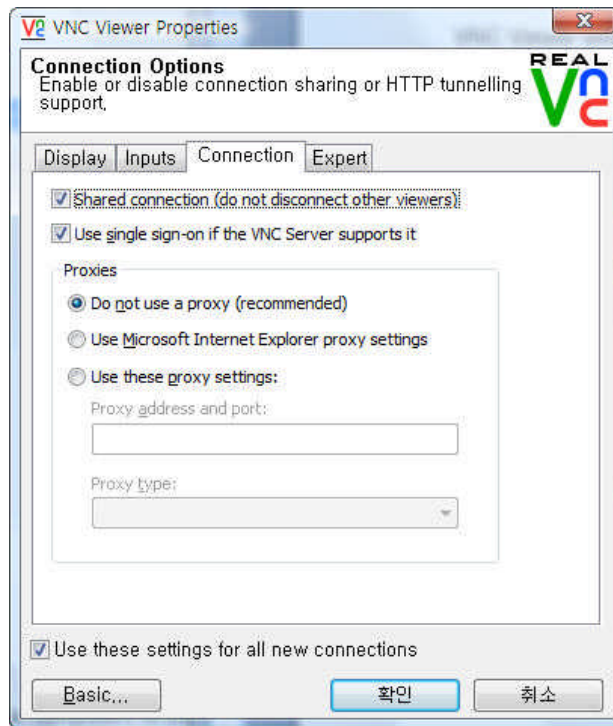 VNC Viewer Properties
Connection Options
Enable or disable connection sharing or HTTP tunnelling
support,
REAL
VNC
Display Inputs Connection Expert
Shared connection (do not disconnect other viewers)
Use single sign-on if the VNC Server supports it
Proxies
Do not use a proxy (recommended)
Use Microsoft Internet Explorer proxy settings
Use these proxy settings:
Proxy address and port:
Proxy type:
Use these settings for all new connections
Basic,,, 확인 취소